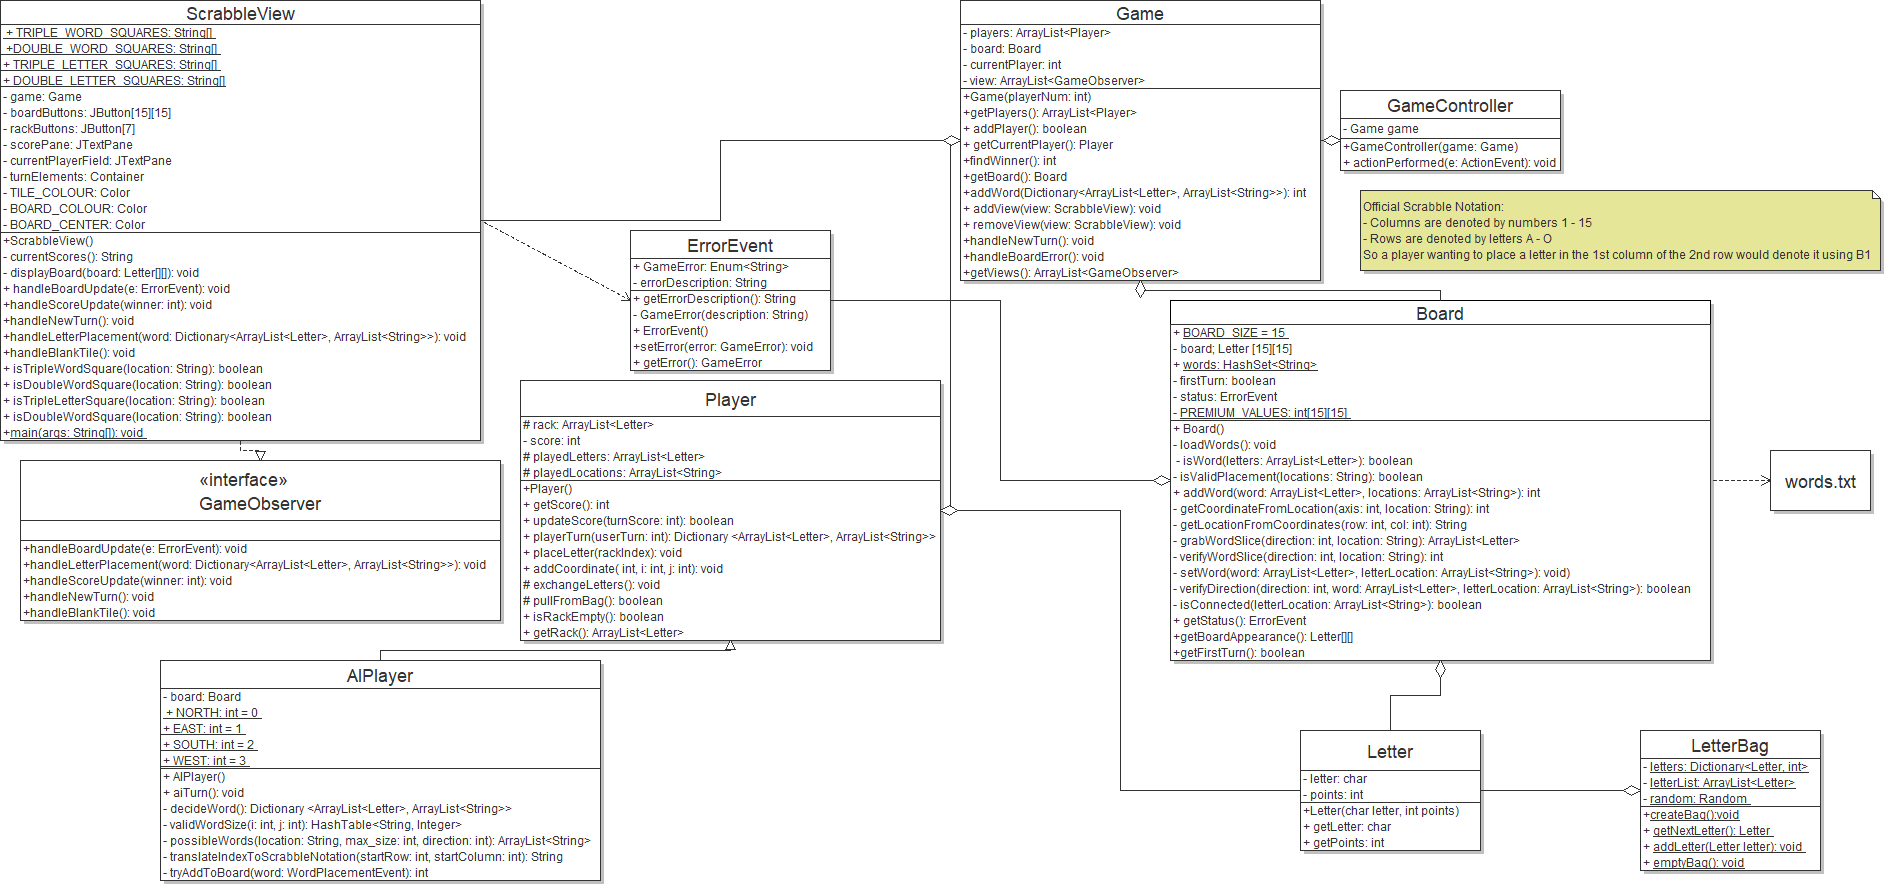 ScrabbleView
+ TRIPLE_WORD_SQUARES: String[]
+DOUBLE_WORD_SQUARES: String[]
+ TRIPLE_LETTER_SQUARES: String[]
+ DOUBLE_LETTER_SQUARES: String[]
- game: Game
- boardButtons: JButton[15][15]
- rackButtons: JButton[7]
- scorePane: JTextPane
- currentPlayerField: JTextPane
- turnElements: Container
- TILE_COLOUR: Color
- BOARD_COLOUR: Color
- BOARD_CENTER: Color
+ScrabbleView()
- currentScores(): String
- displayBoard(board: Letter[][]): void
+ handleBoardUpdate(e: ErrorEvent): void
+handleScoreUpdate(winner: int): void
+handleNewTurn(): void
+handleLetterPlacement(word: Dictionary<ArrayList<Letter>, ArrayList<String>>): void
+handleBlankTile(): void
+ isTripleWordSquare(location: String): boolean
+ isDoubleWordSquare(location: String): boolean
+ isTripleLetterSquare(location: String): boolean
+ isDoubleWordSquare(location: String): boolean
+main(args: String[]): void
«interface»
GameObserver
+handleBoardUpdate(e: ErrorEvent): void
+handleLetterPlacement(word: Dictionary<ArrayList<Letter>, ArrayList<String>>): void
+handleScoreUpdate(winner: int): void
+handleNewTurn(): void
+handleBlankTile(): void
ErrorEvent
+ GameError: Enum<String>
- errorDescription: String
+ getErrorDescription(): String
- GameError(description: String)
+ ErrorEvent()
+setError(error: GameError): void
+ getError(): GameError
Player
# rack: ArrayList<Letter>
- score: int
# playedLetters: ArrayList<Letter>
# playedLocations: ArrayList<String>
+Player()
+ getScore(): int
+ updateScore(turnScore: int): boolean
+ playerTurn(userTurn: int): Dictionary <ArrayList<Letter>, ArrayList<String>>
+ placeLetter(rackIndex): void
+ addCoordinate( int, i: int, j: int): void
# exchangeLetters(): void
# pullFromBag(): boolean
+ isRackEmpty(): boolean
+ getRack(): ArrayList<Letter>
AIPlayer
- board: Board
+ NORTH: int = 0
+ EAST: int = 1
+ SOUTH: int = 2
+ WEST: int = 3
+ AIPlayer()
+ aiTurn(): void
- decideWord(): Dictionary <ArrayList<Letter>, ArrayList<String>>
- validWordSize(i: int, j: int): HashTable<String, Integer>
- possibleWords(location: String, max_size: int, direction: int): ArrayList<String>
- translateIndexToScrabbleNotation(startRow: int, startColumn: int): String
- tryAddToBoard(word: WordPlacementEvent): int
Game
- players: ArrayList<Player>
- board: Board
- currentPlayer: int
- view: ArrayList<GameObserver>
+Game(playerNum: int)
+getPlayers(): ArrayList<Player>
+ addPlayer(): boolean
+ getCurrentPlayer(): Player
+findWinner(): int
+getBoard(): Board
+addWord(Dictionary<ArrayList<Letter>, ArrayList<String>>): int
+ addView(view: ScrabbleView): void
+ removeView(view: ScrabbleView): void
+handleNewTurn(): void
+handleBoardError(): void
+getViews(): ArrayList<GameObserver>
GameController
- Game game
+GameController(game: Game)
+ actionPerformed(e: ActionEvent): void
Official Scrabble Notation:
- Columns are denoted by numbers 1 - 15
- Rows are denoted by letters A - O
So a player wanting to place a letter in the 1st column of the 2nd row would denote it using B1
Board
+ BOARD_SIZE = 15
- board; Letter [15][15]
+ words: HashSet<String>
- firstTurn: boolean
- status: ErrorEvent
- PREMIUM_VALUES: int[15][15]
+ Board()
- loadWords(): void
- isWord(letters: ArrayList<Letter>): boolean
- isValidPlacement(locations: String): boolean
+ addWord(word: ArrayList<Letter>, locations: ArrayList<String>): int
- getCoordinateFromLocation(axis: int, location: String): int
- getLocationFromCoordinates(row: int, col: int): String
- grabWordSlice(direction: int, location: String): ArrayList<Letter>
- verifyWordSlice(direction: int, location: String): int
- setWord(word: ArrayList<Letter>, letterLocation: ArrayList<String>): void)
- verifyDirection(direction: int, word: ArrayList<Letter>, letterLocation: ArrayList<String>): boolean
- isConnected(letterLocation: ArrayList<String>): boolean
+ getStatus(): ErrorEvent
+getBoardAppearance(): Letter[][]
+getFirstTurn(): boolean
words.txt
Letter
- letter: char
- points: int
+Letter(char letter, int points)
+ getLetter: char
+ getPoints: int
LetterBag
- letters: Dictionary<Letter, int>
- letterList: ArrayList<Letter>
- random: Random
+createBag():void
+ getNextLetter(): Letter
+ addLetter(Letter letter): void
+ emptyBag(): void